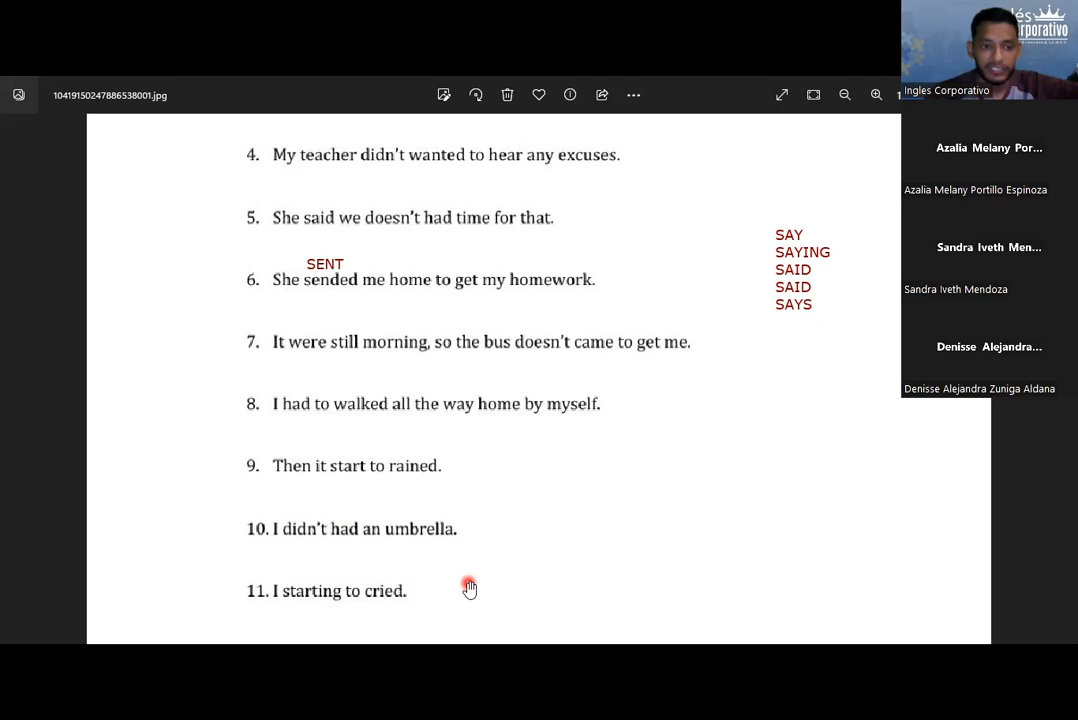 és
rporativo
10419150247886538001.jpg
Ingles Corporativo
4. My teacher didn't wanted to hear any excuses.
Azalia Melany Por...
Azalia Melany Portillo Espinoza
5. She said we doesn't had time for that.
SAY
SAYING
SAID
SAID
SAYS
Sandra Iveth Men...
Sandra Iveth Mendoza
SENT
6. She sended me home to get my homework.
7. It were still morning, so the bus doesn't came to get me.
Denisse Alejandra...
Denisse Alejandra Zuniga Aldana
8. I had to walked all the way home by myself.
9. Then it start to rained.
10. I didn't had an umbrella.
11. I starting to cried.